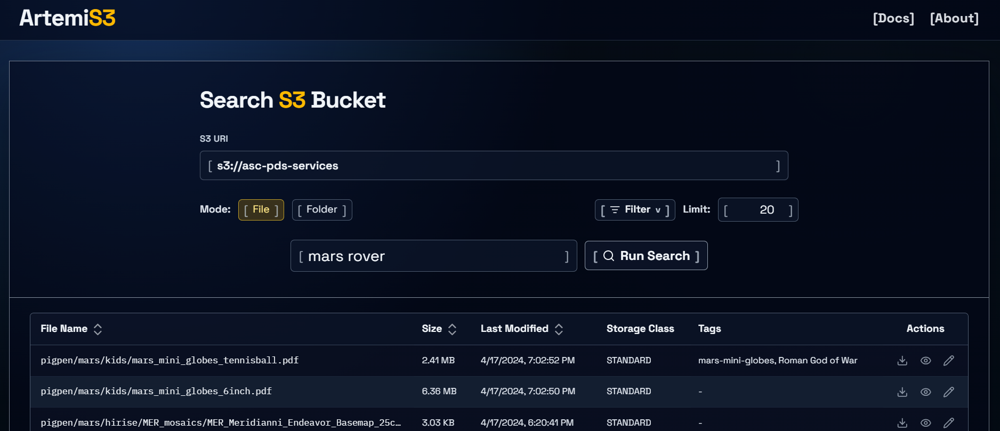 ArtemiS3 [Docs] [About]
Search S3 Bucket
S3 URI
[ s3://asc-pds-services ]
Mode: [ File ] [ Folder ] [ Filter v ] Limit: [ 20 ]
[ mars rover ] [ Run Search ]
File Name Size Last Modified Storage Class Tags Actions
pigpen/mars/kids/mars_mini_globes_tennisball.pdf 2.41 MB 4/17/2024, 7:02:52 PM STANDARD mars-mini-globes, Roman God of War
pigpen/mars/kids/mars_mini_globes_6inch.pdf 6.36 MB 4/17/2024, 7:02:50 PM STANDARD -
pigpen/mars/hirise/MER_mosaics/MER_Meridianni_Endeavor_Basemap_25c… 3.03 KB 4/17/2024, 6:20:41 PM STANDARD -